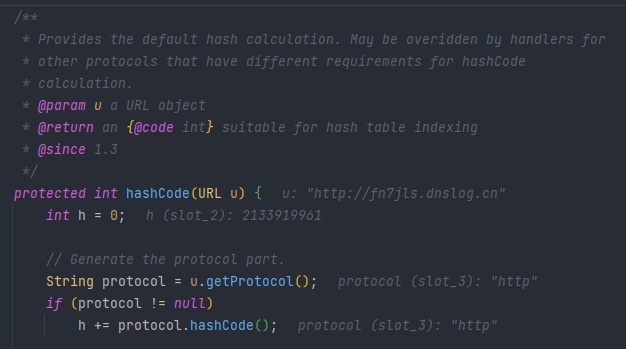 /**
* Provides the default hash calculation. May be overidden by handlers for
* other protocols that have different requirements for hashCode
* calculation.
* @param u a URL object
* @return an {@code int} suitable for hash table indexing
* @since 1.3
*/
protected int hashCode(URL u) { u: "http://fn7jls.dnslog.cn"
int h = 0; h (slot_2): 2133919961
// Generate the protocol part.
String protocol = u.getProtocol(); protocol (slot_3): "http"
if (protocol != null)
h += protocol.hashCode(); protocol (slot_3): "http"